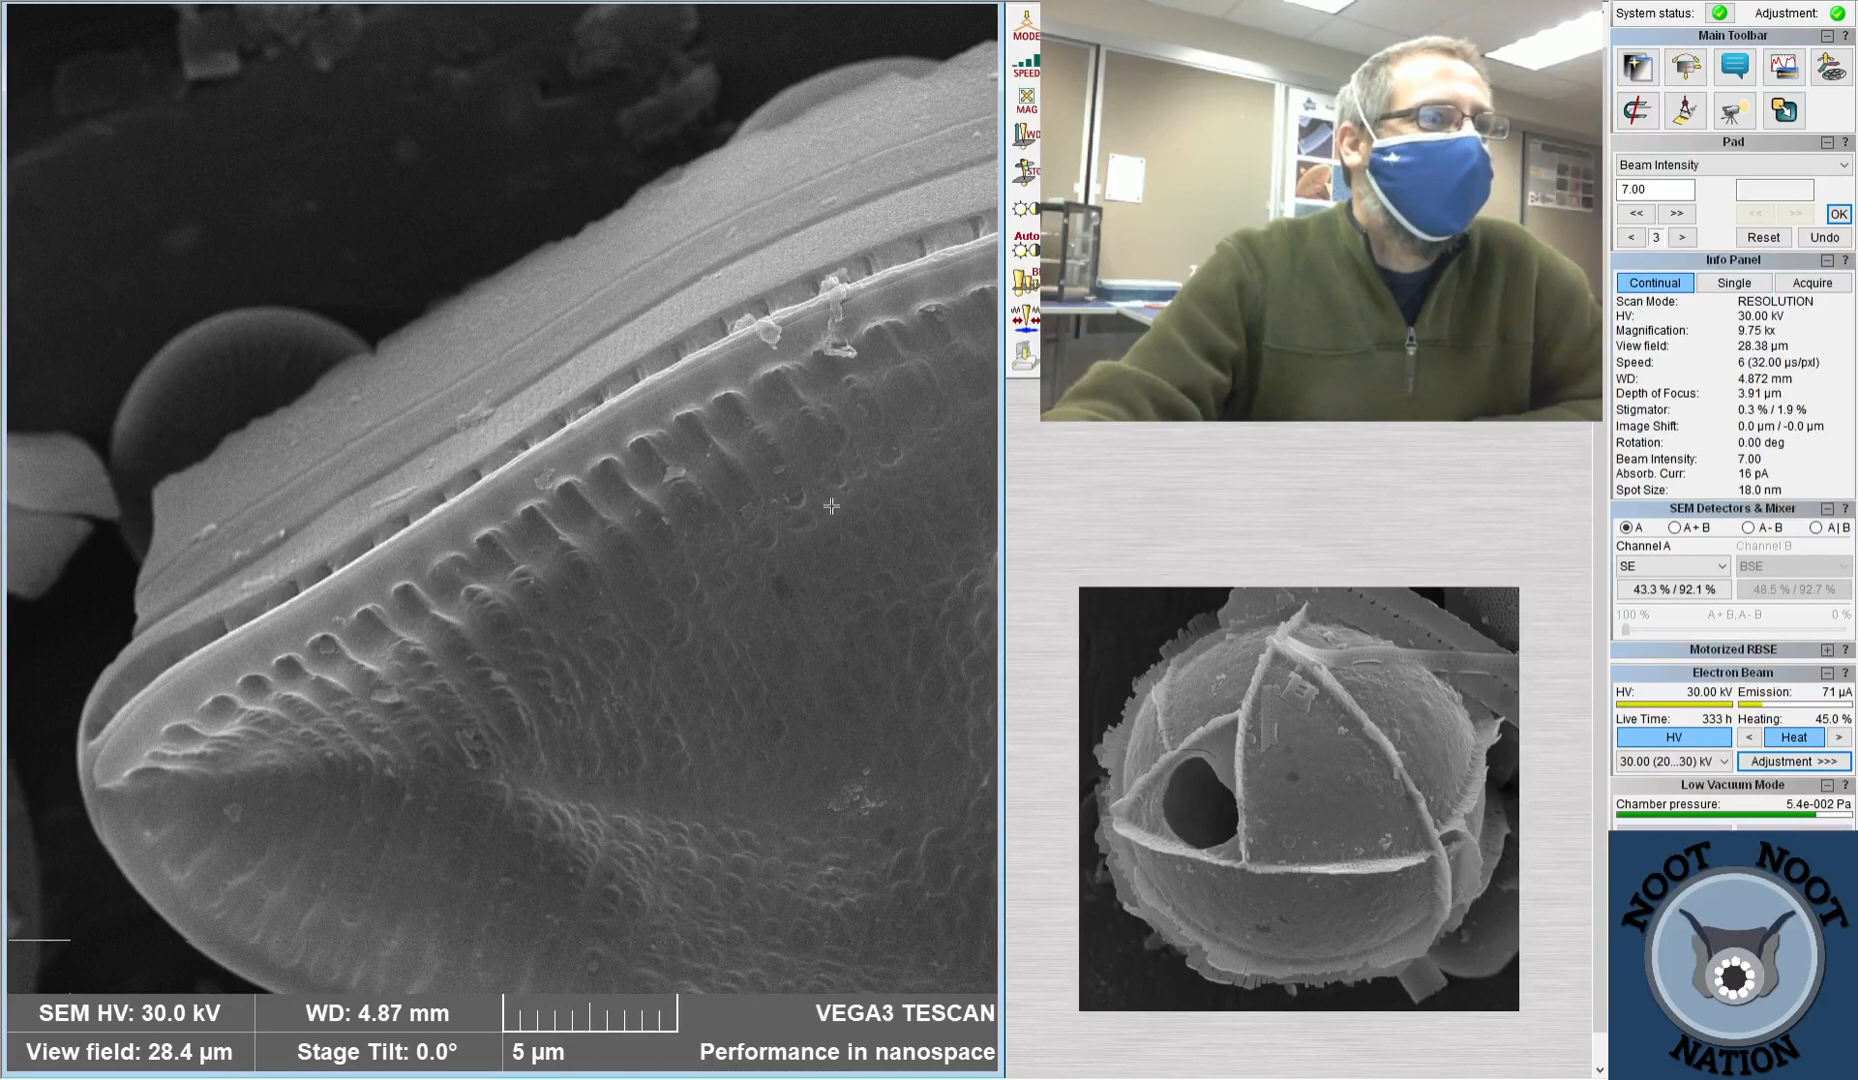 MODE
SPEED
MAG
WD
STO
Auto
System status: Adjustment:
Main Toolbar
Pad
Beam Intensity
7.00
<< >> << >> OK
< 3 > Reset Undo
Info Panel
Continual Single Acquire
Scan Mode: RESOLUTION
HV: 30.00 kV
Magnification: 9.75 kx
View field: 28.38 µm
Speed: 6 (32.00 µs/pxl)
WD: 4.872 mm
Depth of Focus: 3.91 µm
Stigmator: 0.3 % / 1.9 %
Image Shift: 0.0 µm / -0.0 µm
Rotation: 0.00 deg
Beam Intensity: 7.00
Absorb. Curr: 16 pA
Spot Size: 18.0 nm
SEM Detectors & Mixer
A A + B A - B A | B
Channel A Channel B
SE BSE
43.3 % / 92.1 % 48.5 % / 92.7 %
100 % A + B, A - B 0 %
Motorized RBSE
Electron Beam
HV: 30.00 kV Emission: 71 µA
Live Time: 333 h Heating: 45.0 %
HV < Heat >
30.00 (20...30) kV Adjustment >>>
Low Vacuum Mode
Chamber pressure: 5.4e-002 Pa
NOOT NOOT
NATION
SEM HV: 30.0 kV WD: 4.87 mm VEGA3 TESCAN
View field: 28.4 µm Stage Tilt: 0.0° 5 µm Performance in nanospace